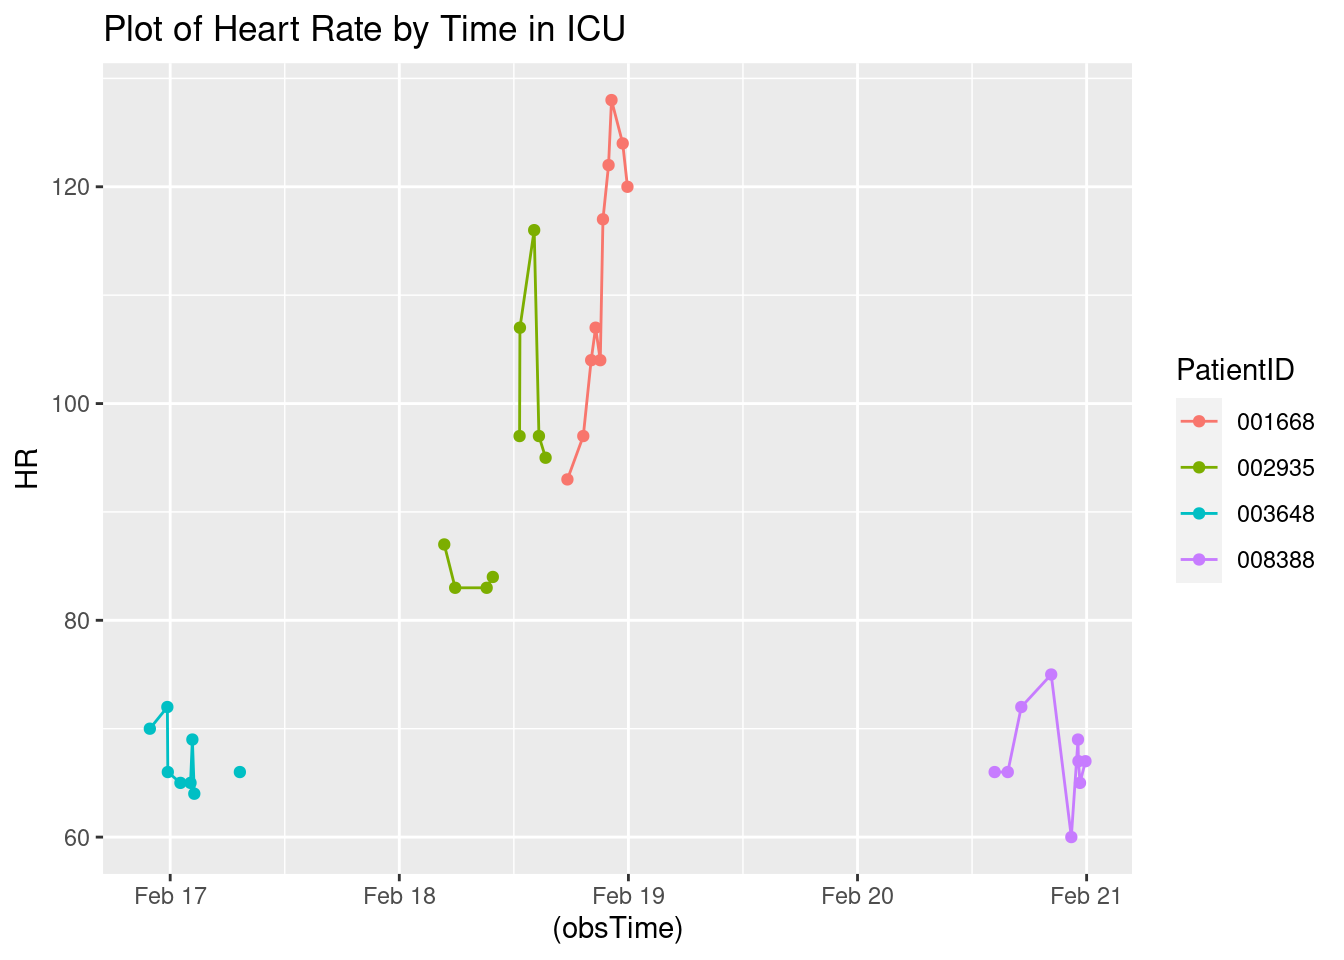 Plot of Heart Rate by Time in ICU
120
100
80
60
HR
Feb 17
Feb 18
Feb 19
Feb 20
Feb 21
(obsTime)
PatientID
001668
002935
003648
008388